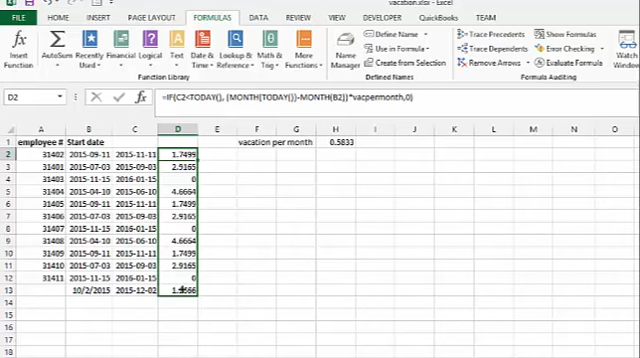 vacation.xlsx - Excel
FILE HOME INSERT PAGE LAYOUT FORMULAS DATA REVIEW VIEW DEVELOPER QuickBooks TEAM
fx Σ ? A θ
Insert Function AutoSum Recently Used Financial Logical Text Date & Time Lookup & Reference Math & Trig More Functions
Function Library
Name Manager Define Name Use in Formula Create from Selection
Defined Names
Trace Precedents Show Formulas
Trace Dependents Error Checking
Remove Arrows Evaluate Formula
Formula Auditing
Watch Window
D2 fx =IF(C2<TODAY(), (MONTH(TODAY())-MONTH(B2))*vacpermonth,0)
A B C D E F G H I J K L M N O
1 employee # Start date vacation per month 0.5833
2 31402 2015-09-11 2015-11-11 1.7499
3 31401 2015-07-03 2015-09-03 2.9165
4 31403 2015-11-15 2016-01-15 0
5 31404 2015-04-10 2015-06-10 4.6664
6 31405 2015-09-11 2015-11-11 1.7499
7 31406 2015-07-03 2015-09-03 2.9165
8 31407 2015-11-15 2016-01-15 0
9 31408 2015-04-10 2015-06-10 4.6664
10 31409 2015-09-11 2015-11-11 1.7499
11 31410 2015-07-03 2015-09-03 2.9165
12 31411 2015-11-15 2016-01-15 0
13 10/2/2015 2015-12-02
14
15
16
17
18